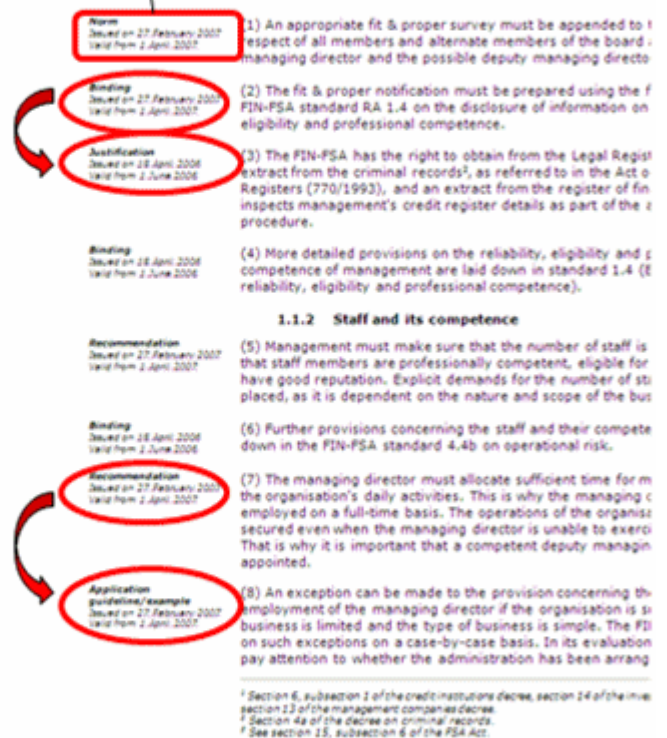 Norm
Issued on 27.February 2007
Valid from 1.April.2007
(1) An appropriate fit & proper survey must be appended to
respect of all members and alternate members of the board
managing director and the possible deputy managing directo
Binding
Issued on 27.February 2007
Valid from 1.April.2007
(2) The fit & proper notification must be prepared using the f
FIN-FSA standard RA 1.4 on the disclosure of information on
eligibility and professional competence.
Justification
Issued on 18.April.2006
Valid from 1.June 2006
(3) The FIN-FSA has the right to obtain from the Legal Regist
extract from the criminal records², as referred to in the Act o
Registers (770/1993), and an extract from the register of fin
inspects management's credit register details as part of the a
procedure.
Binding
Issued on 18.April.2006
Valid from 1.June 2006
(4) More detailed provisions on the reliability, eligibility and p
competence of management are laid down in standard 1.4 (
reliability, eligibility and professional competence).
1.1.2 Staff and its competence
Recommendation
Issued on 27.February 2007
Valid from 1.April.2007
(5) Management must make sure that the number of staff is
that staff members are professionally competent, eligible for
have good reputation. Explicit demands for the number of sta
placed, as it is dependent on the nature and scope of the bus
Binding
Issued on 18.April.2006
Valid from 1.June 2006
(6) Further provisions concerning the staff and their compete
down in the FIN-FSA standard 4.4b on operational risk.
Recommendation
Issued on 27.February 2007
Valid from 1.April.2007
(7) The managing director must allocate sufficient time for m
the organisation's daily activities. This is why the managing
employed on a full-time basis. The operations of the organisa
secured even when the managing director is unable to exerci
That is why it is important that a competent deputy managin
appointed.
Application
guideline/example
Issued on 27.February 2007
Valid from 1.April.2007
(8) An exception can be made to the provision concerning the
employment of the managing director if the organisation is s
business is limited and the type of business is simple. The FI
on such exceptions on a case-by-case basis. In its evaluation
pay attention to whether the administration has been arrang
¹ Section 6, subsection 1 of the credit institutions decree, section 14 of the inves
section 13 of the management companies decree.
² Section 4a of the decree on criminal records.
³ See section 15, subsection 6 of the FSA Act.